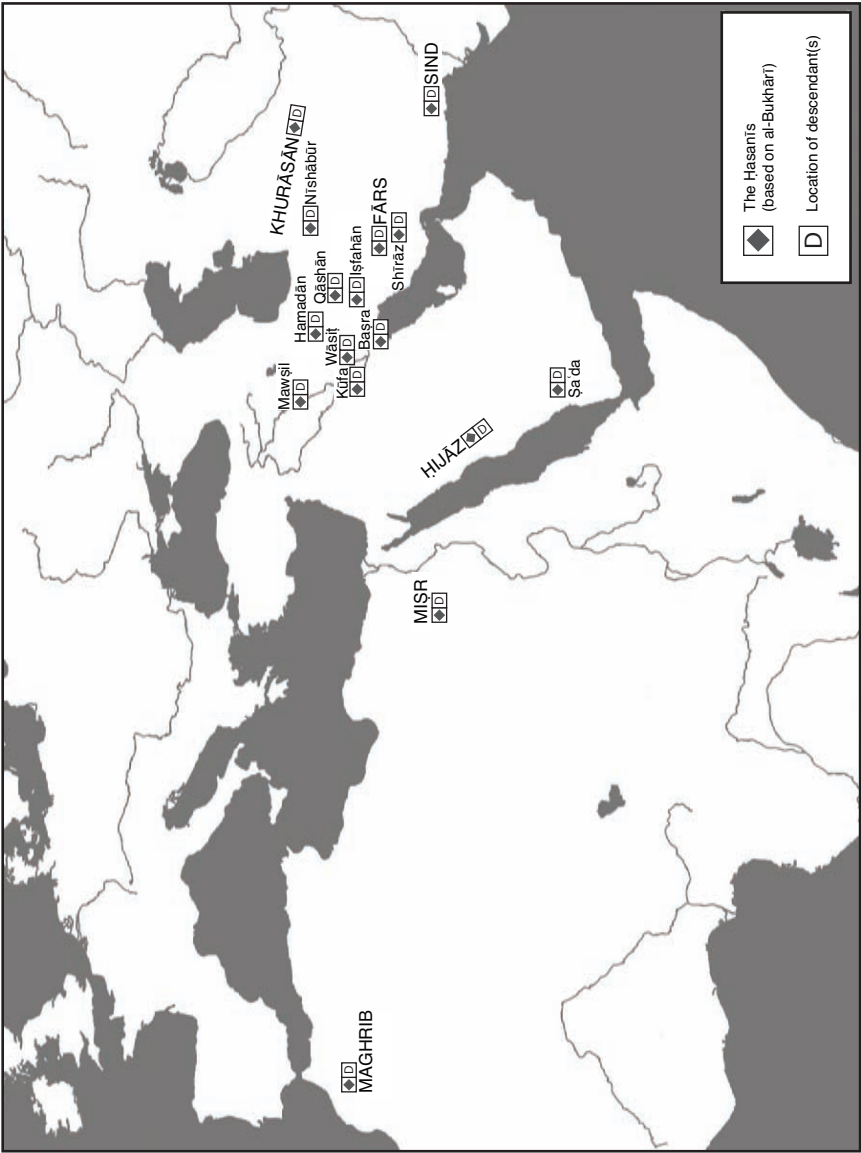 KHURĀSĀN
D
Nīshābūr
D
Hamadān
D
Qāshān
D
Mawṣil
D
Wāsiṭ
D
Iṣfahān
D
Kūfa
D
Baṣra
D
FĀRS
D
Shīrāz
D
SIND
D
ḤIJĀZ
D
Ṣaʿda
D
MIṢR
D
MAGHRIB
D
The Ḥasanīs
(based on al-Bukhārī)
D
Location of descendant(s)